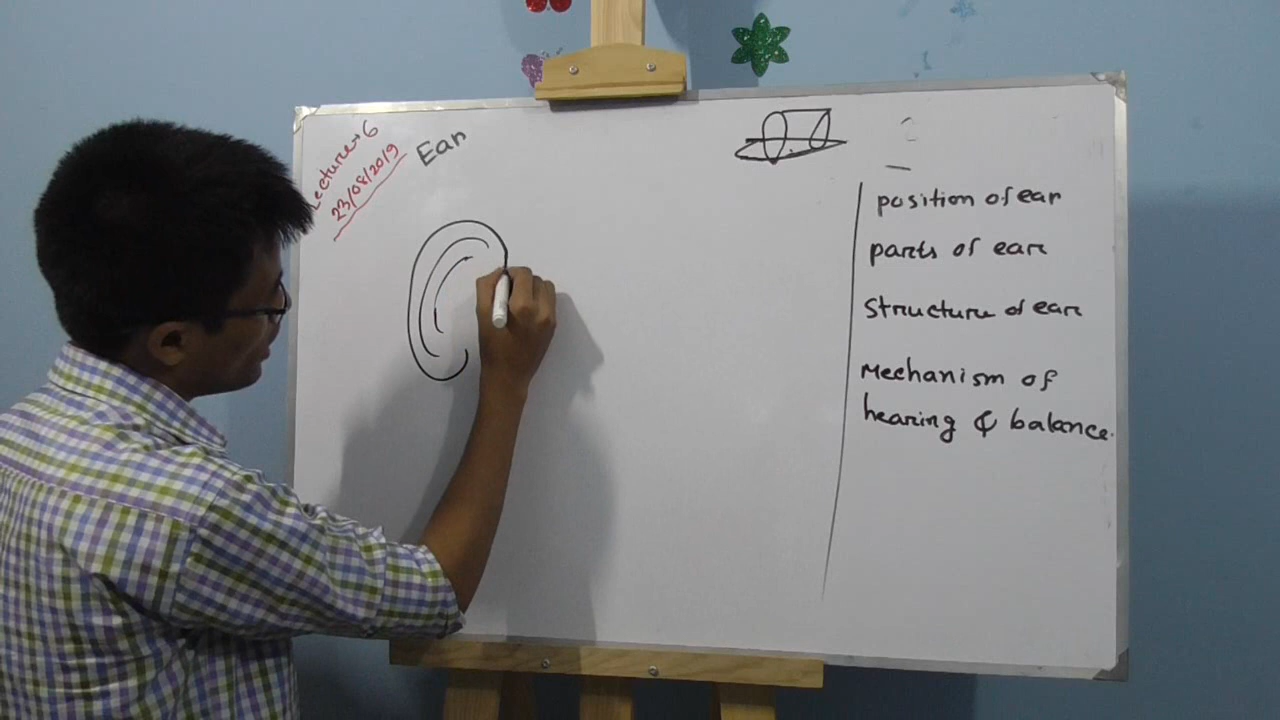 Lecture → 6
23/08/2019
Ear
position of ear
parts of ear
Structure of ear
Mechanism of
hearing & balance.